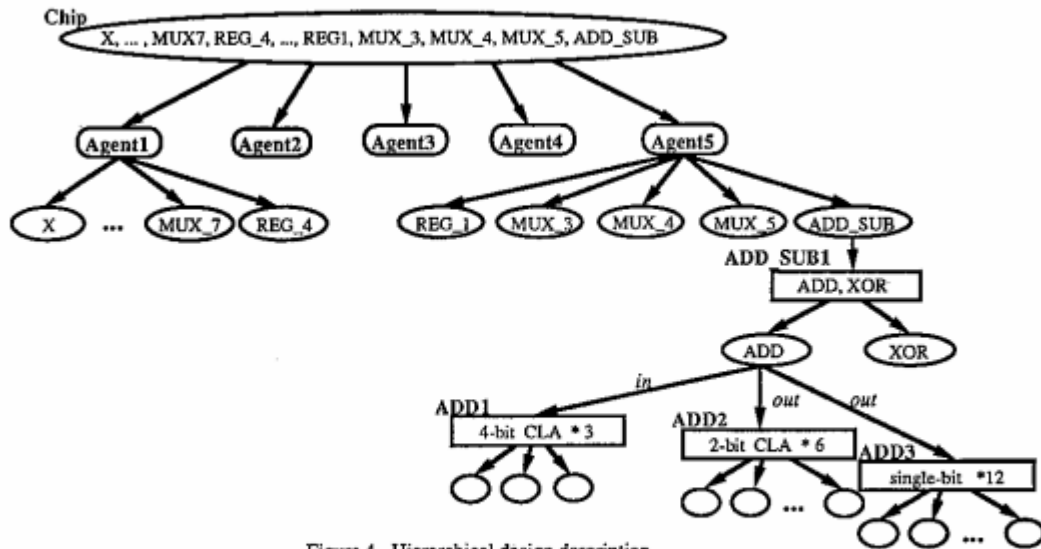 Chip
X, ... , MUX7, REG_4, ..., REG1, MUX_3, MUX_4, MUX_5, ADD_SUB
Agent1 Agent2 Agent3 Agent4 Agent5
X ... MUX_7 REG_4 REG_1 MUX_3 MUX_4 MUX_5 ADD_SUB
ADD_SUB1
ADD, XOR
ADD XOR
in out out
ADD1 ADD2 ADD3
4-bit CLA * 3
2-bit CLA * 6
single-bit *12
...
...
Figure 4 Hierarchical design description